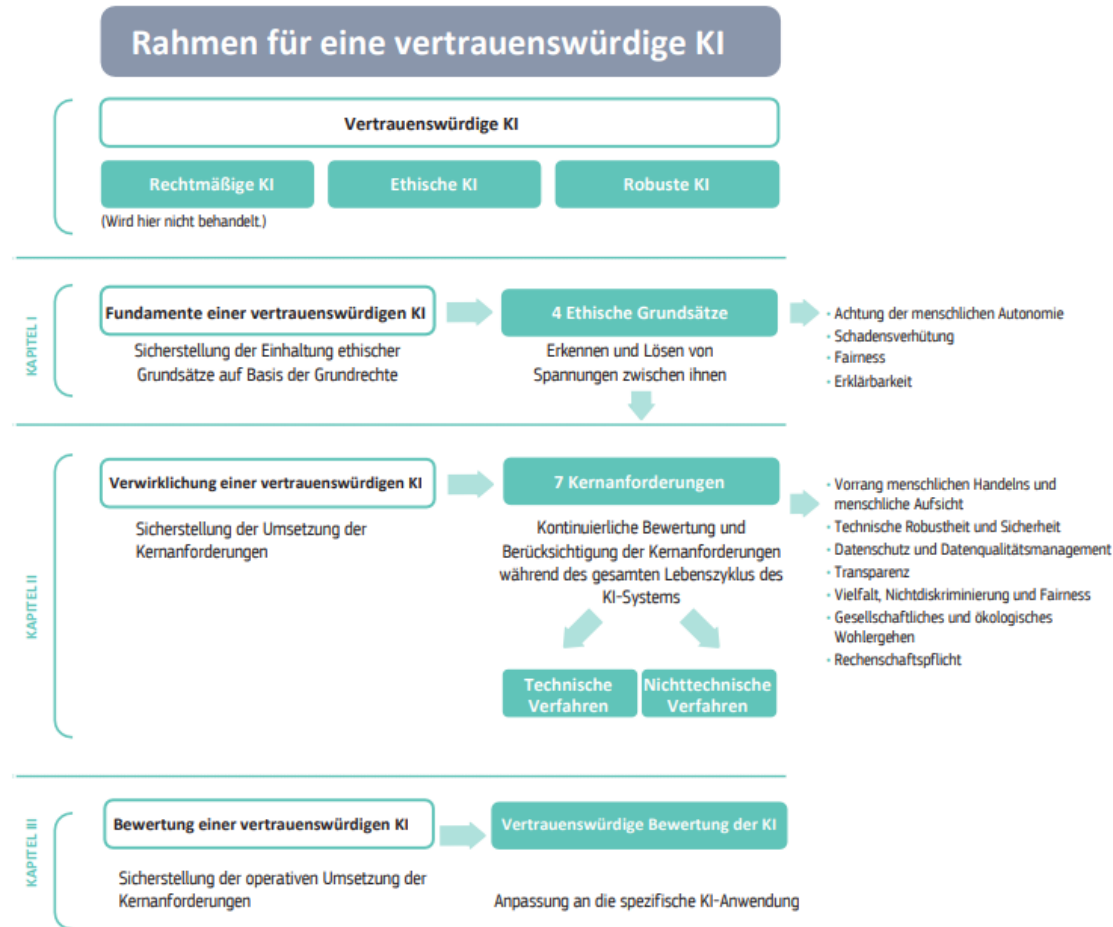 Rahmen für eine vertrauenswürdige KI
Vertrauenswürdige KI
Rechtmäßige KI
Ethische KI
Robuste KI
(Wird hier nicht behandelt.)
KAPITEL I
Fundamente einer vertrauenswürdigen KI
Sicherstellung der Einhaltung ethischer
Grundsätze auf Basis der Grundrechte
4 Ethische Grundsätze
Erkennen und Lösen von
Spannungen zwischen ihnen
• Achtung der menschlichen Autonomie
• Schadensverhütung
• Fairness
• Erklärbarkeit
KAPITEL II
Verwirklichung einer vertrauenswürdigen KI
Sicherstellung der Umsetzung der
Kernanforderungen
7 Kernanforderungen
Kontinuierliche Bewertung und
Berücksichtigung der Kernanforderungen
während des gesamten Lebenszyklus des
KI-Systems
Technische
Verfahren
Nichttechnische
Verfahren
• Vorrang menschlichen Handelns und
menschliche Aufsicht
• Technische Robustheit und Sicherheit
• Datenschutz und Datenqualitätsmanagement
• Transparenz
• Vielfalt, Nichtdiskriminierung und Fairness
• Gesellschaftliches und ökologisches
Wohlergehen
• Rechenschaftspflicht
KAPITEL III
Bewertung einer vertrauenswürdigen KI
Sicherstellung der operativen Umsetzung der
Kernanforderungen
Vertrauenswürdige Bewertung der KI
Anpassung an die spezifische KI-Anwendung